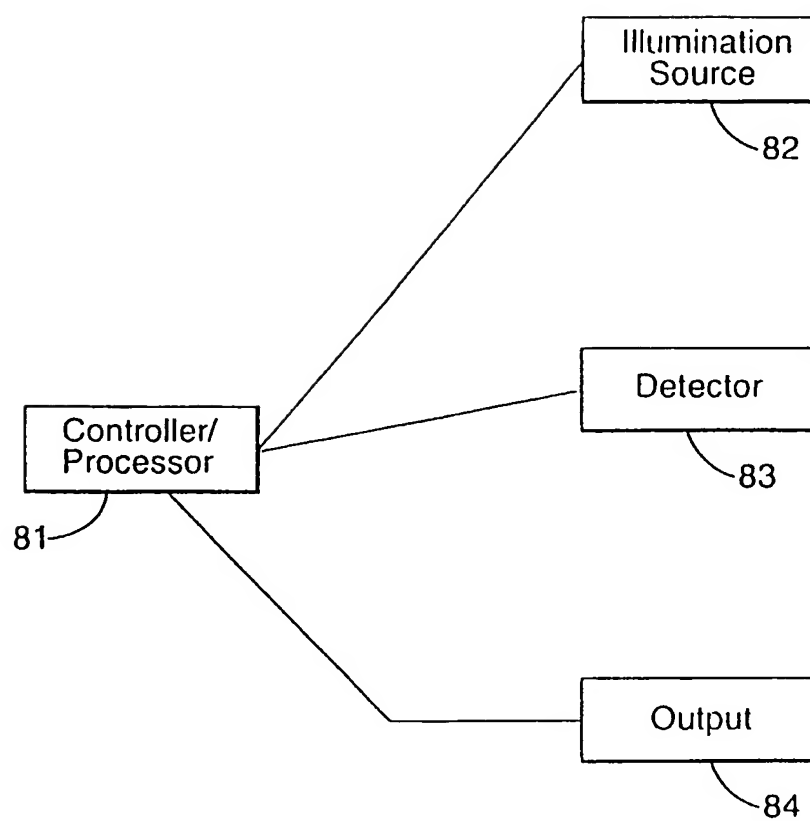 Illumination
Source
82
Detector
83
Controller/
Processor
81
Output
84